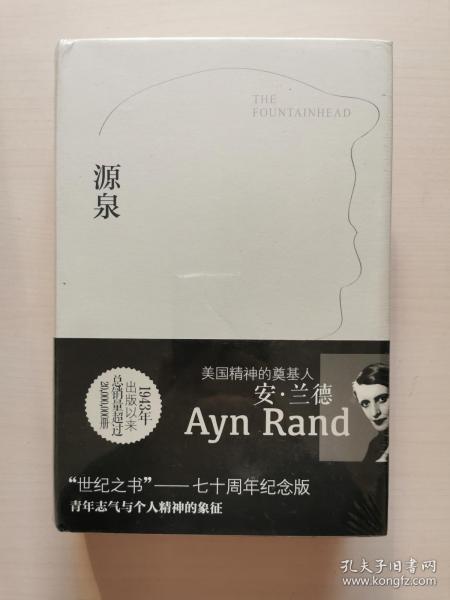 THE
FOUNTAINHEAD
源泉
美国精神的奠基人
安·兰德
Ayn Rand
1943年
出版以来
总销量超过
20,000,000册
“世纪之书”——七十周年纪念版
青年志气与个人精神的象征
孔夫子旧书网
www.kongfz.com